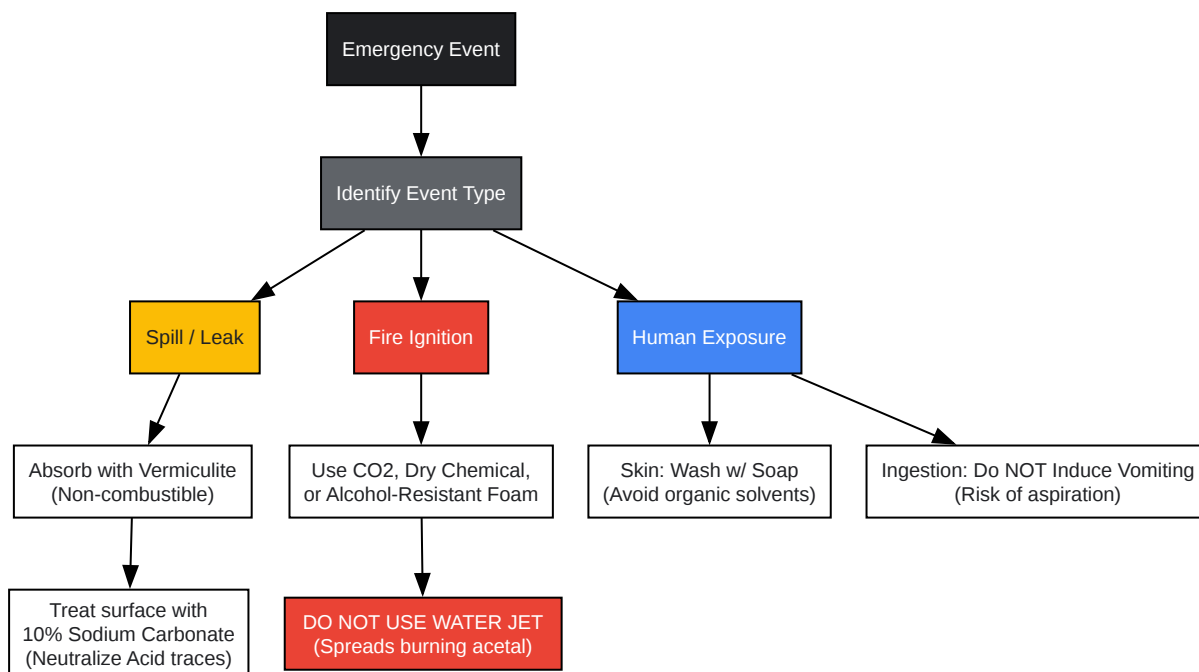 Emergency Event
Identify Event Type
Spill / Leak
Fire Ignition
Human Exposure
Absorb with Vermiculite
(Non-combustible)
Use CO2, Dry Chemical,
or Alcohol-Resistant Foam
Skin: Wash w/ Soap
(Avoid organic solvents)
Ingestion: Do NOT Induce Vomiting
(Risk of aspiration)
Treat surface with
10% Sodium Carbonate
(Neutralize Acid traces)
DO NOT USE WATER JET
(Spreads burning acetal)